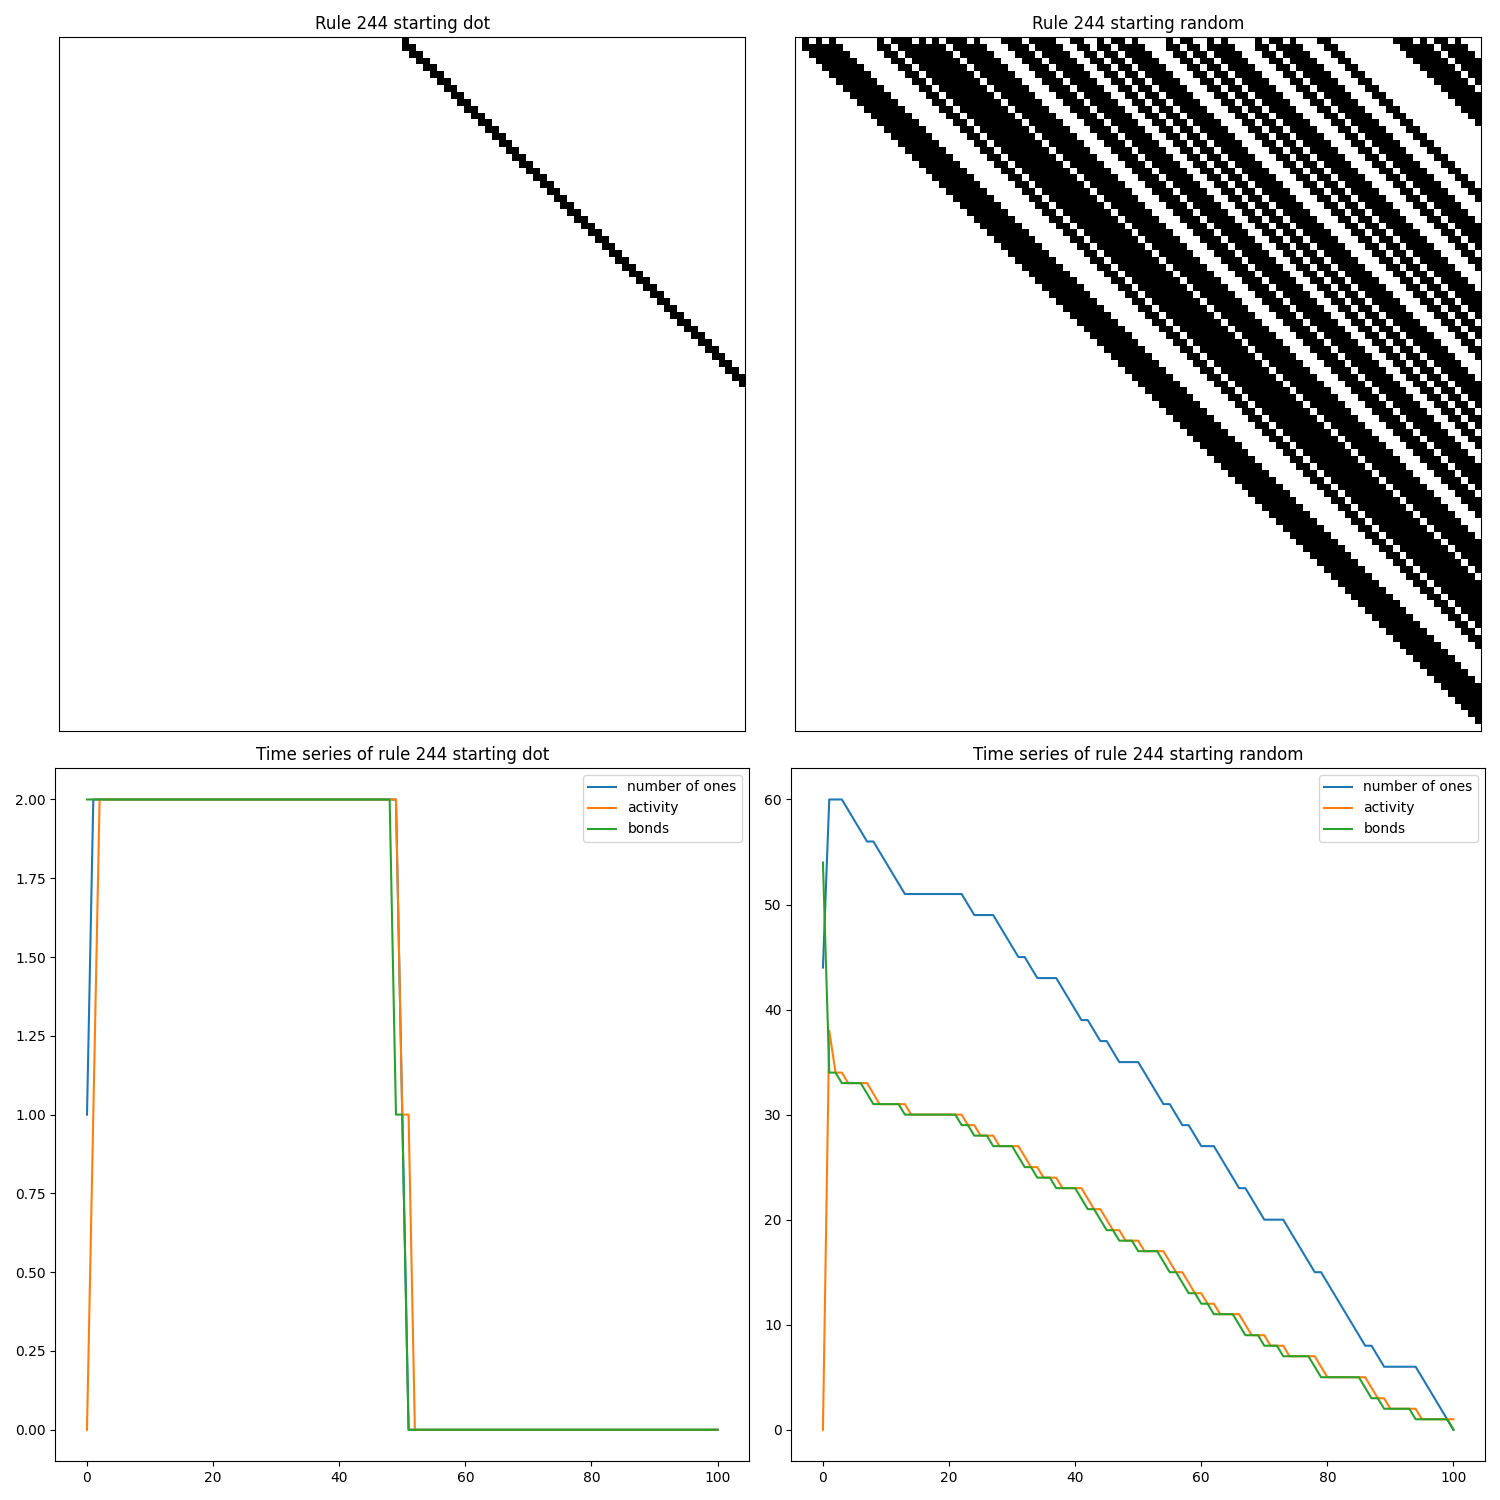 Rule 244 starting dot
Rule 244 starting random
Time series of rule 244 starting dot
2.00
1.75
1.50
1.25
1.00
0.75
0.50
0.25
0.00
0
20
40
60
80
100
number of ones
activity
bonds
Time series of rule 244 starting random
60
50
40
30
20
10
0
0
20
40
60
80
100
number of ones
activity
bonds